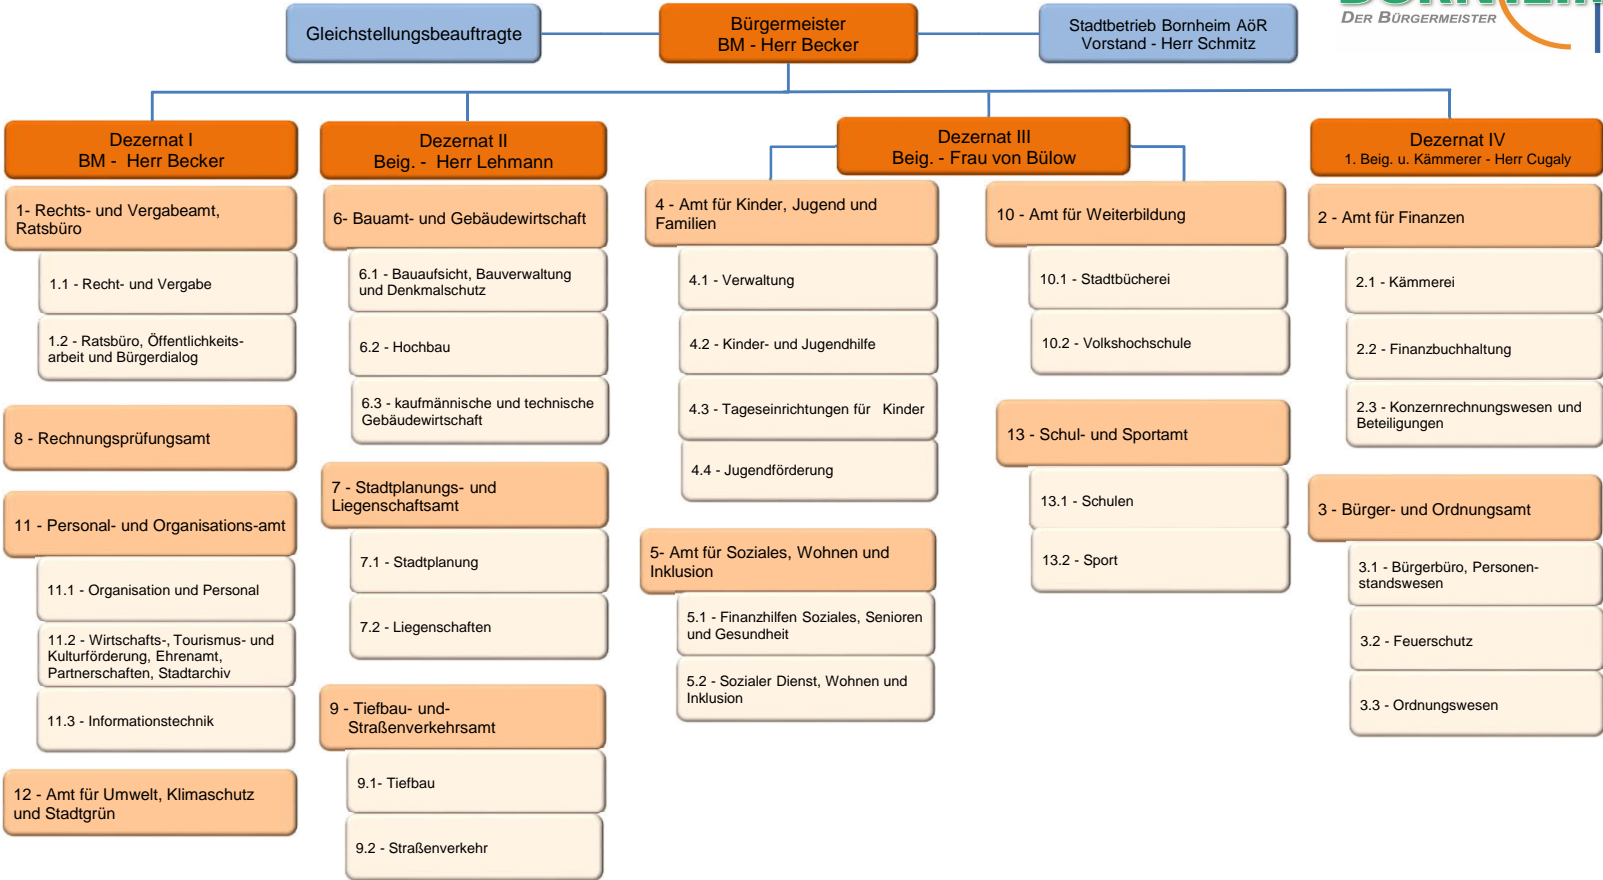 DER BÜRGERMEISTER
Gleichstellungsbeauftragte
Bürgermeister
BM - Herr Becker
Stadtbetrieb Bornheim AöR
Vorstand - Herr Schmitz
Dezernat I
BM -  Herr Becker
1- Rechts- und Vergabeamt,
Ratsbüro
1.1 - Recht- und Vergabe
1.2 - Ratsbüro, Öffentlichkeits-
arbeit und Bürgerdialog
8 - Rechnungsprüfungsamt
11 - Personal- und Organisations-amt
11.1 - Organisation und Personal
11.2 - Wirtschafts-, Tourismus- und
Kulturförderung, Ehrenamt,
Partnerschaften, Stadtarchiv
11.3 - Informationstechnik
12 - Amt für Umwelt, Klimaschutz
und Stadtgrün
Dezernat II
Beig. -  Herr Lehmann
6- Bauamt- und Gebäudewirtschaft
6.1 - Bauaufsicht, Bauverwaltung
und Denkmalschutz
6.2 - Hochbau
6.3 - kaufmännische und technische
Gebäudewirtschaft
7 - Stadtplanungs- und
Liegenschaftsamt
7.1 - Stadtplanung
7.2 - Liegenschaften
9 - Tiefbau- und-
Straßenverkehrsamt
9.1- Tiefbau
9.2 - Straßenverkehr
Dezernat III
Beig. - Frau von Bülow
4 - Amt für Kinder, Jugend und
Familien
4.1 - Verwaltung
4.2 - Kinder- und Jugendhilfe
4.3 - Tageseinrichtungen für   Kinder
4.4 - Jugendförderung
5- Amt für Soziales, Wohnen und
Inklusion
5.1 - Finanzhilfen Soziales, Senioren
und Gesundheit
5.2 - Sozialer Dienst, Wohnen und
Inklusion
10 - Amt für Weiterbildung
10.1 - Stadtbücherei
10.2 - Volkshochschule
13 - Schul- und Sportamt
13.1 - Schulen
13.2 - Sport
Dezernat IV
1. Beig. u. Kämmerer - Herr Cugaly
2 - Amt für Finanzen
2.1 - Kämmerei
2.2 - Finanzbuchhaltung
2.3 - Konzernrechnungswesen und
Beteiligungen
3 - Bürger- und Ordnungsamt
3.1 - Bürgerbüro, Personen-
standswesen
3.2 - Feuerschutz
3.3 - Ordnungswesen